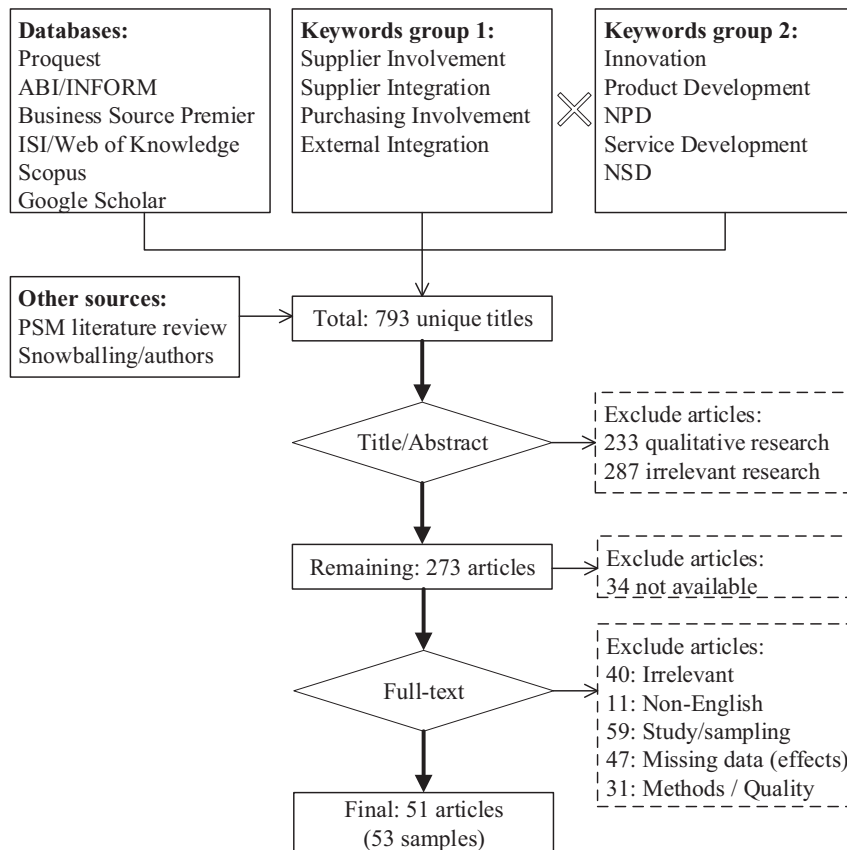 Databases:
Proquest
ABI/INFORM
Business Source Premier
ISI/Web of Knowledge
Scopus
Google Scholar
Keywords group 1:
Supplier Involvement
Supplier Integration
Purchasing Involvement
External Integration
Keywords group 2:
Innovation
Product Development
NPD
Service Development
NSD
Other sources:
PSM literature review
Snowballing/authors
Total: 793 unique titles
Title/Abstract
Exclude articles:
233 qualitative research
287 irrelevant research
Remaining: 273 articles
Exclude articles:
34 not available
Full-text
Exclude articles:
40: Irrelevant
11: Non-English
59: Study/sampling
47: Missing data (effects)
31: Methods / Quality
Final: 51 articles
(53 samples)